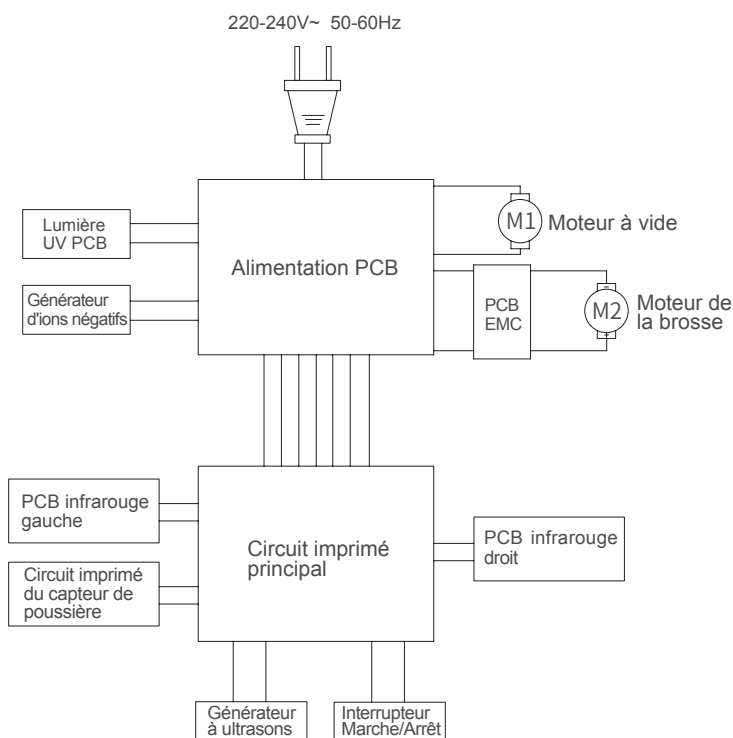 220-240V~ 50-60Hz
M1
Moteur à vide
Lumière
UV PCB
Alimentation PCB
Générateur
d'ions négatifs
PCB
EMC
M2
Moteur de
la brosse
PCB infrarouge
gauche
Circuit imprimé
principal
PCB infrarouge
droit
Circuit imprimé
du capteur de
poussière
Générateur
à ultrasons
Interrupteur
Marche/Arrêt